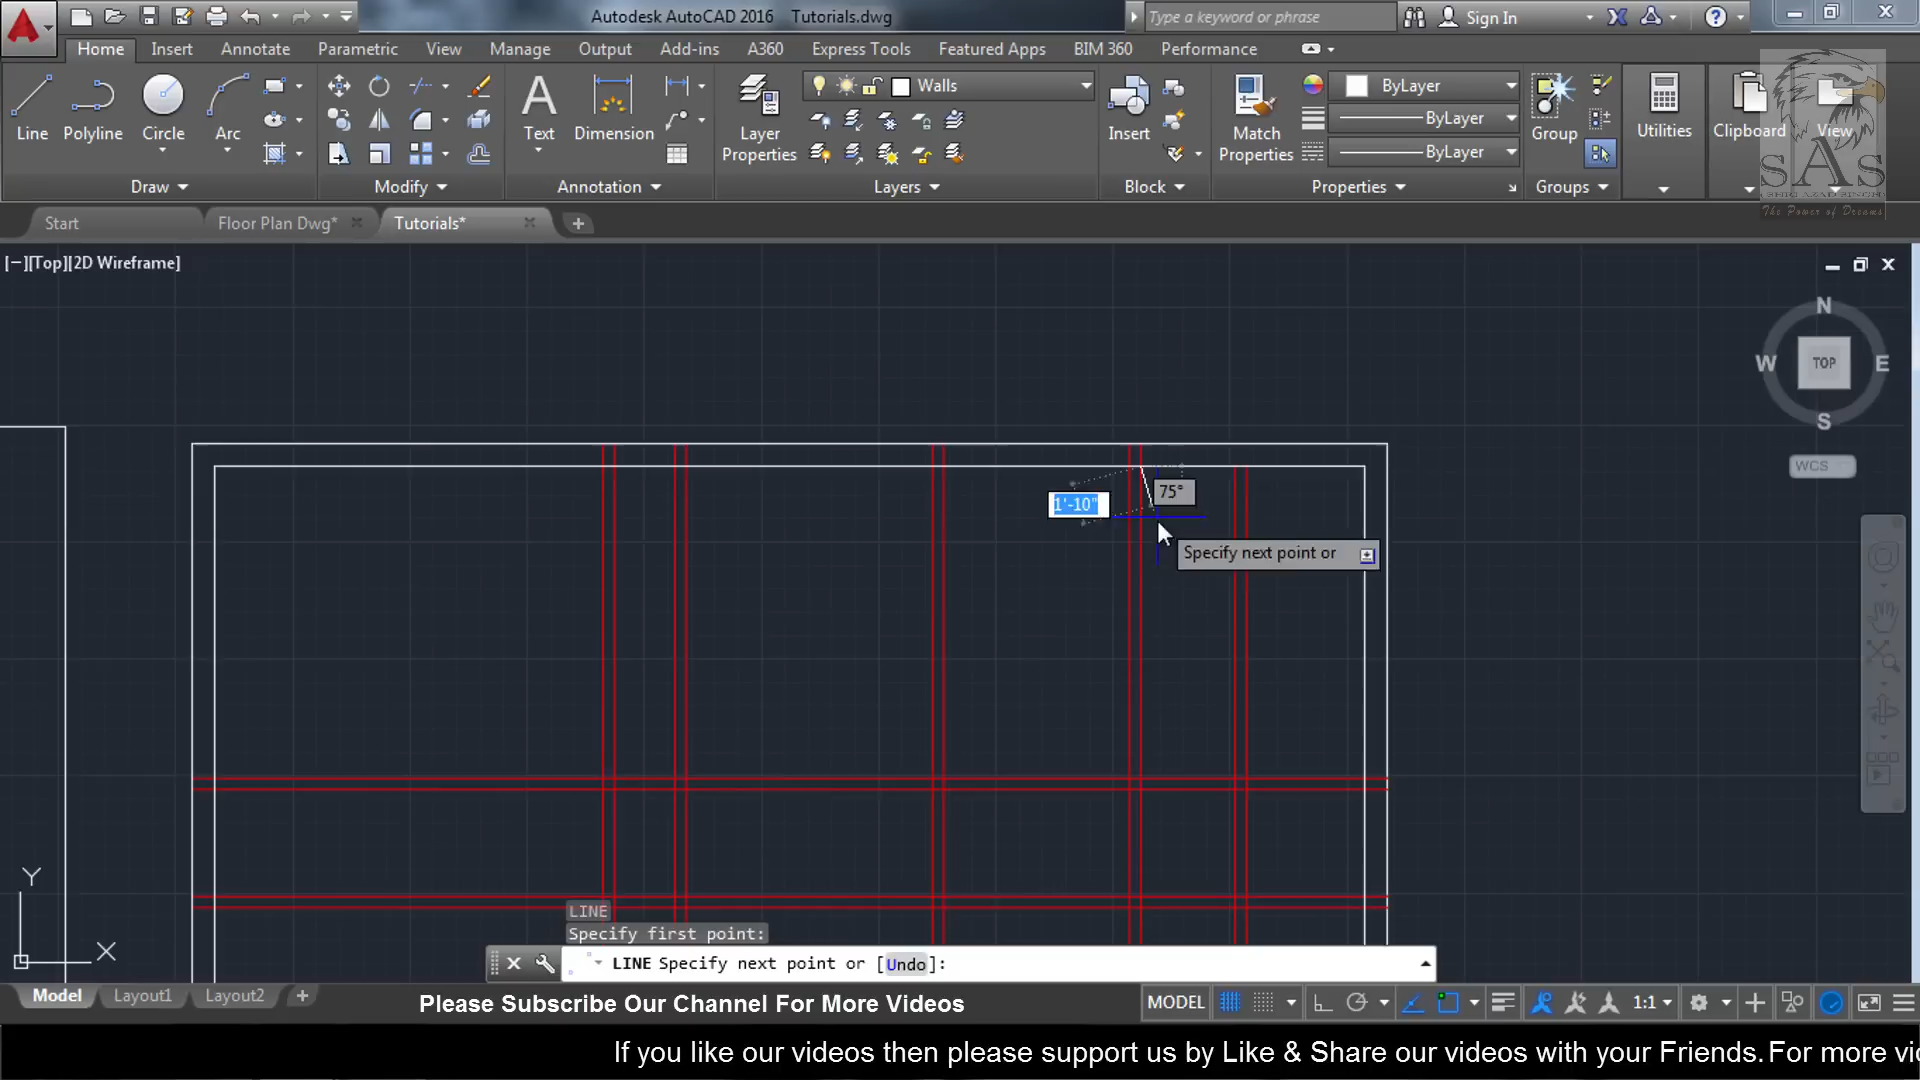 Autodesk AutoCAD 2016 Tutorials.dwg
Type a keyword or phrase
Sign In
Home Insert Annotate Parametric View Manage Output Add-ins A360 Express Tools Featured Apps BIM 360 Performance
Line Polyline Circle Arc
Text Dimension
Layer Properties
Walls
Insert
Match Properties
ByLayer
ByLayer
ByLayer
Group
Utilities
Clipboard
View
Draw Modify Annotation Layers Block Properties Groups
sAs
The Power of Dreams
Start Floor Plan Dwg* Tutorials*
[−][Top][2D Wireframe]
N
W TOP E
S
WCS
1'-10"
75°
Specify next point or
Y
X
LINE
Specify first point:
LINE Specify next point or [Undo]:
Model Layout1 Layout2
Please Subscribe Our Channel For More Videos
MODEL
1:1
If you like our videos then please support us by Like & Share our videos with your Friends. For more